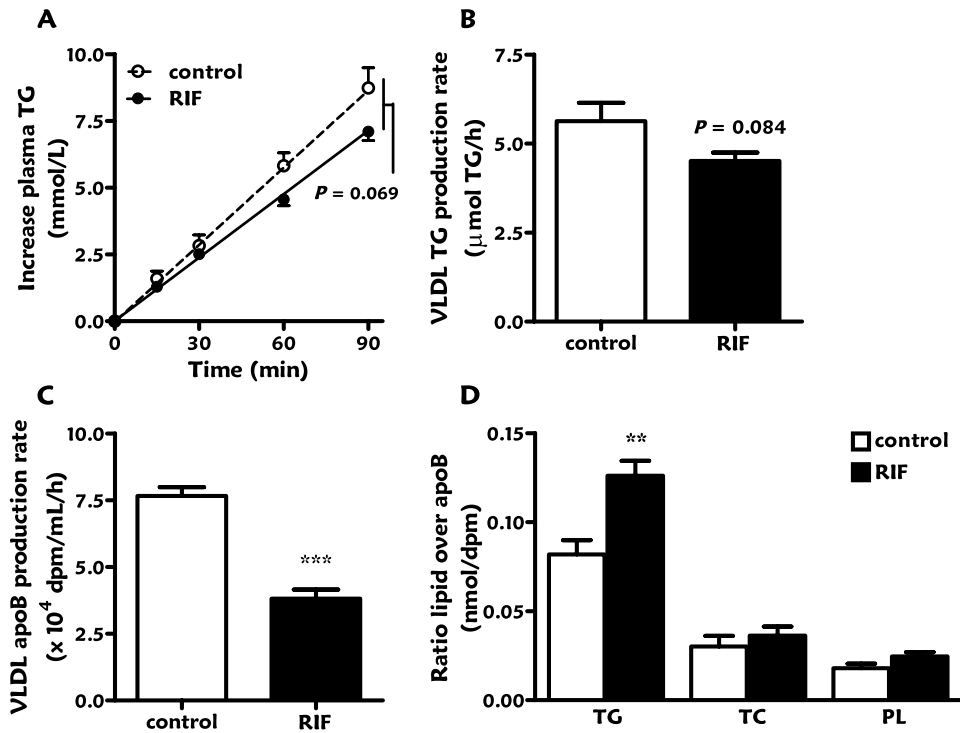 A
Increase plasma TG
(mmol/L)
10.0
7.5
5.0
2.5
0.0
control
RIF
P = 0.069
0
30
60
90
Time (min)
B
VLDL TG production rate
(μmol TG/h)
7.5
5.0
2.5
0.0
P = 0.084
control
RIF
C
VLDL apoB production rate
(x 10⁴ dpm/mL/h)
10.0
7.5
5.0
2.5
0.0
***
control
RIF
D
Ratio lipid over apoB
(nmol/dpm)
0.15
0.10
0.05
0.00
**
control
RIF
TG
TC
PL